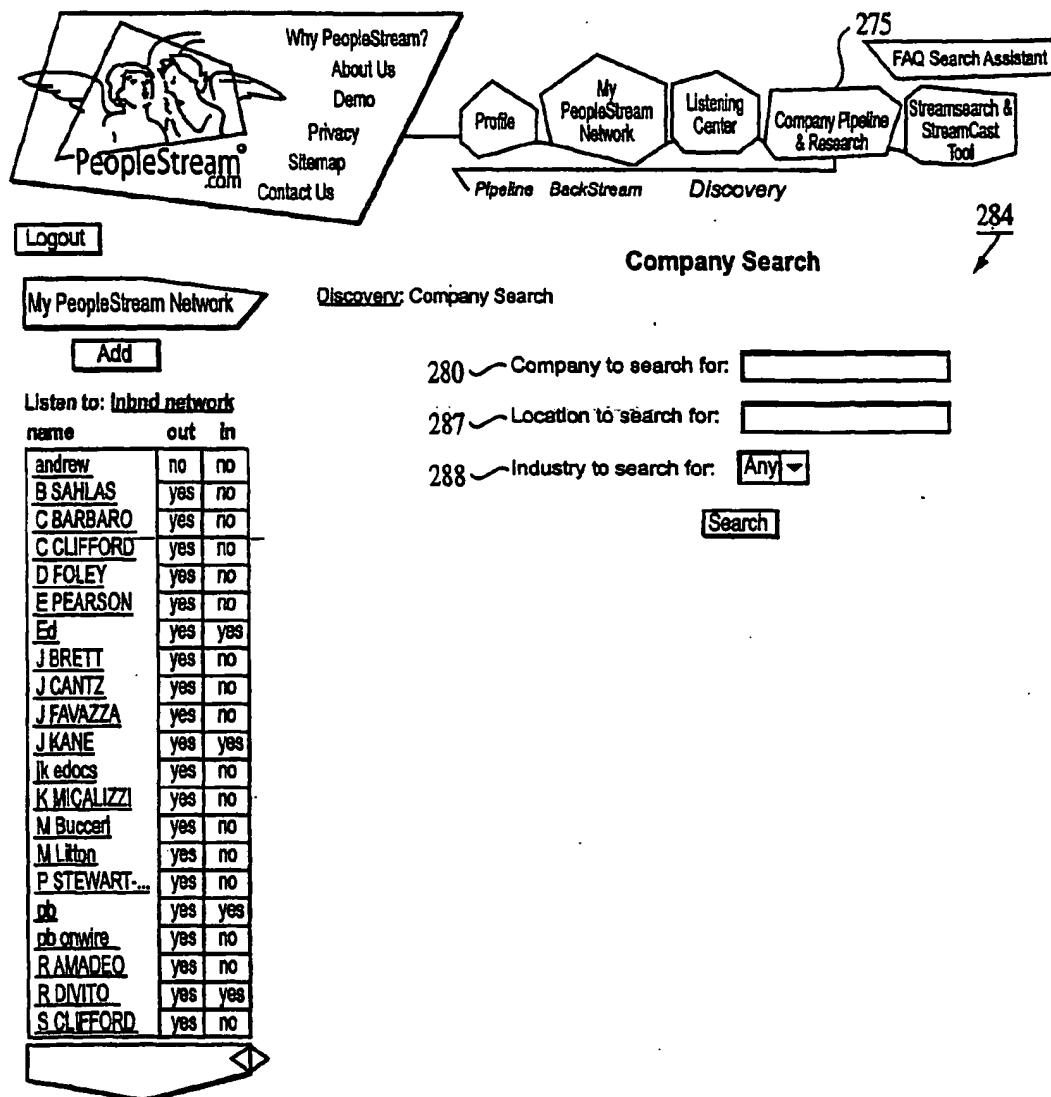 Why PeopleStream?
About Us
Demo
Privacy
Sitemap
Contact Us
PeopleStream
.com
275
FAQ Search Assistant
Profile
My
PeopleStream
Network
Listening
Center
Company Pipeline
& Research
Streamsearch &
StreamCast
Tool
Pipeline BackStream Discovery
Logout
284
Company Search
My PeopleStream Network
Discovery: Company Search
Add
280 Company to search for:
Listen to: Inbnd network
287 Location to search for:
name out in
288 Industry to search for: Any
Search
andrew no no
B SAHLAS yes no
C BARBARO yes no
C CLIFFORD yes no
D FOLEY yes no
E PEARSON yes no
Ed yes yes
J BRETT yes no
J CANTZ yes no
J FAVAZZA yes no
J KANE yes yes
jk edocs yes no
K MICALIZZI yes no
M Bucceri yes no
M Litton yes no
P STEWART-... yes no
pb yes yes
pb onwire yes no
R AMADEO yes no
R DIVITO yes yes
S CLIFFORD yes no